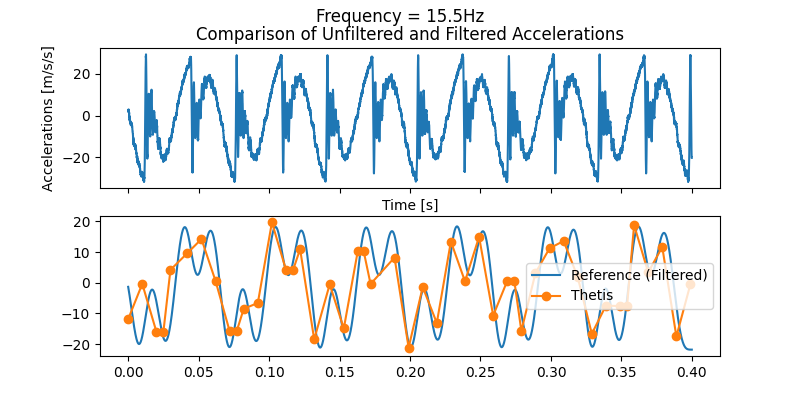 Frequency = 15.5Hz
Comparison of Unfiltered and Filtered Accelerations
Accelerations [m/s/s]
20
0
−20
Time [s]
20
10
0
−10
−20
Reference (Filtered)
Thetis
0.00 0.05 0.10 0.15 0.20 0.25 0.30 0.35 0.40